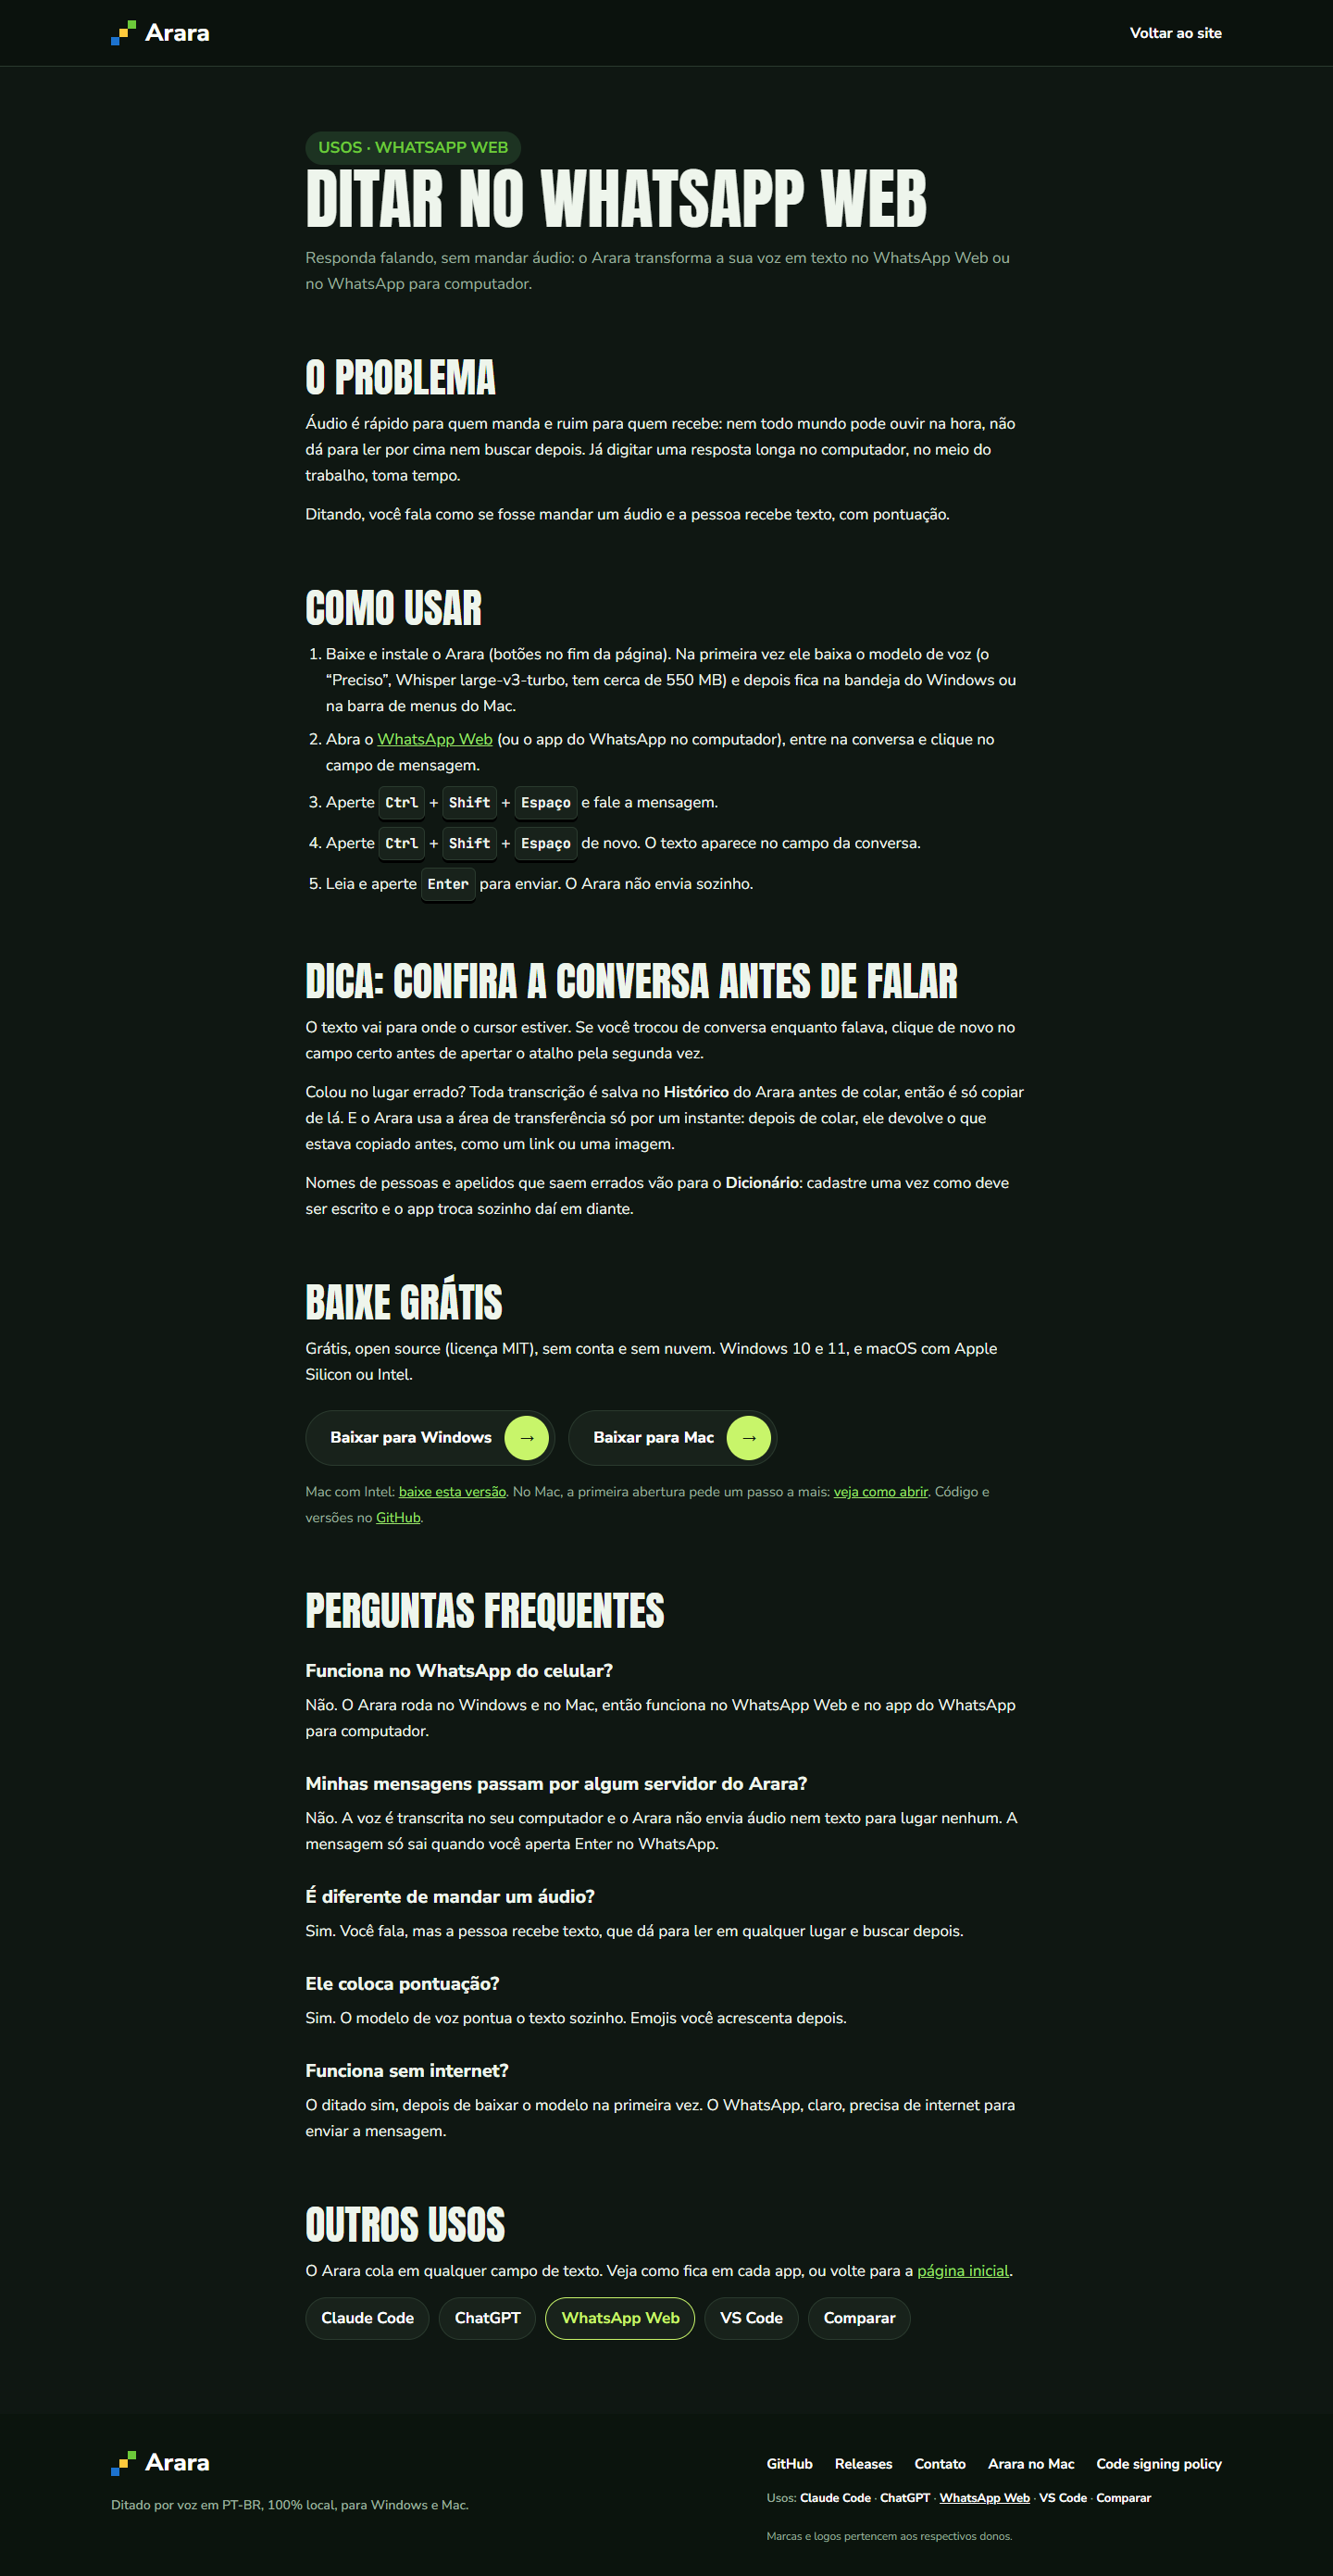 Arara
Voltar ao site
USOS · WHATSAPP WEB
DITAR NO WHATSAPP WEB
Responda falando, sem mandar áudio: o Arara transforma a sua voz em texto no WhatsApp Web ou
no WhatsApp para computador.
O PROBLEMA
Áudio é rápido para quem manda e ruim para quem recebe: nem todo mundo pode ouvir na hora, não
dá para ler por cima nem buscar depois. Já digitar uma resposta longa no computador, no meio do
trabalho, toma tempo.
Ditando, você fala como se fosse mandar um áudio e a pessoa recebe texto, com pontuação.
COMO USAR
1. Baixe e instale o Arara (botões no fim da página). Na primeira vez ele baixa o modelo de voz (o
“Preciso”, Whisper large-v3-turbo, tem cerca de 550 MB) e depois fica na bandeja do Windows ou
na barra de menus do Mac.
2. Abra o WhatsApp Web (ou o app do WhatsApp no computador), entre na conversa e clique no
campo de mensagem.
3. Aperte Ctrl + Shift + Espaço e fale a mensagem.
4. Aperte Ctrl + Shift + Espaço de novo. O texto aparece no campo da conversa.
5. Leia e aperte Enter para enviar. O Arara não envia sozinho.
DICA: CONFIRA A CONVERSA ANTES DE FALAR
O texto vai para onde o cursor estiver. Se você trocou de conversa enquanto falava, clique de novo no
campo certo antes de apertar o atalho pela segunda vez.
Colou no lugar errado? Toda transcrição é salva no Histórico do Arara antes de colar, então é só copiar
de lá. E o Arara usa a área de transferência só por um instante: depois de colar, ele devolve o que
estava copiado antes, como um link ou uma imagem.
Nomes de pessoas e apelidos que saem errados vão para o Dicionário: cadastre uma vez como deve
ser escrito e o app troca sozinho daí em diante.
BAIXE GRÁTIS
Grátis, open source (licença MIT), sem conta e sem nuvem. Windows 10 e 11, e macOS com Apple
Silicon ou Intel.
Baixar para Windows →
Baixar para Mac →
Mac com Intel: baixe esta versão. No Mac, a primeira abertura pede um passo a mais: veja como abrir. Código e
versões no GitHub.
PERGUNTAS FREQUENTES
Funciona no WhatsApp do celular?
Não. O Arara roda no Windows e no Mac, então funciona no WhatsApp Web e no app do WhatsApp
para computador.
Minhas mensagens passam por algum servidor do Arara?
Não. A voz é transcrita no seu computador e o Arara não envia áudio nem texto para lugar nenhum. A
mensagem só sai quando você aperta Enter no WhatsApp.
É diferente de mandar um áudio?
Sim. Você fala, mas a pessoa recebe texto, que dá para ler em qualquer lugar e buscar depois.
Ele coloca pontuação?
Sim. O modelo de voz pontua o texto sozinho. Emojis você acrescenta depois.
Funciona sem internet?
O ditado sim, depois de baixar o modelo na primeira vez. O WhatsApp, claro, precisa de internet para
enviar a mensagem.
OUTROS USOS
O Arara cola em qualquer campo de texto. Veja como fica em cada app, ou volte para a página inicial.
Claude Code
ChatGPT
WhatsApp Web
VS Code
Comparar
Arara
Ditado por voz em PT-BR, 100% local, para Windows e Mac.
GitHub
Releases
Contato
Arara no Mac
Code signing policy
Usos: Claude Code · ChatGPT · WhatsApp Web · VS Code · Comparar
Marcas e logos pertencem aos respectivos donos.